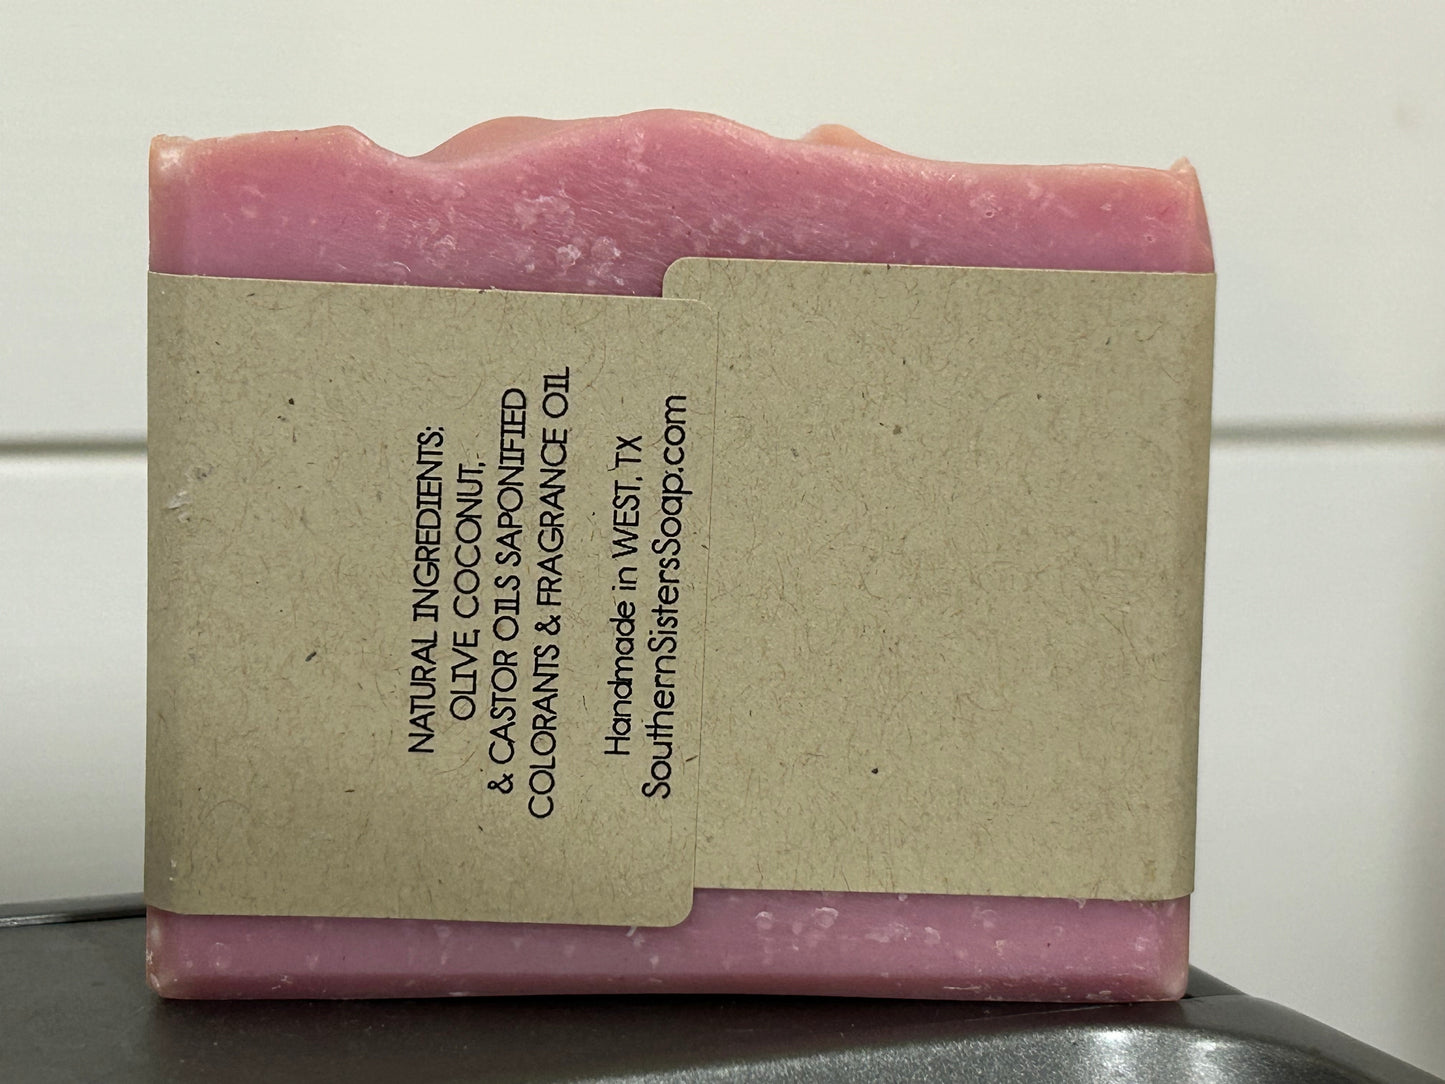 NATURAL INGREDIENTS:
OLIVE, COCONUT,
& CASTOR OILS SAPONIFIED
COLORANTS & FRAGRANCE OIL
Handmade in WEST, TX
SouthernSistersSoap.com